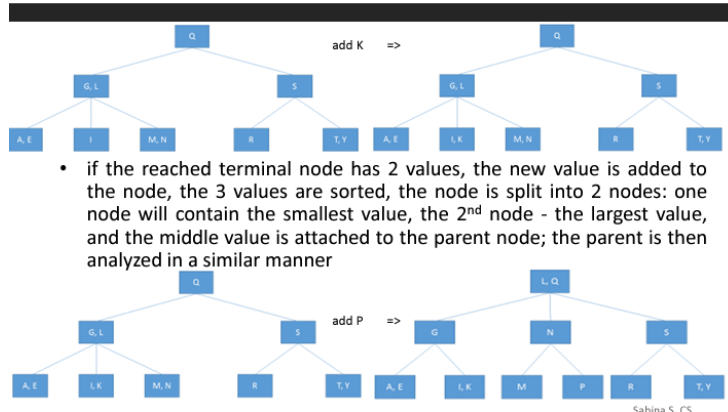 Q
add K =>
Q
G, L
S
G, L
S
A, E
I
M, N
R
T, Y
A, E
I, K
M, N
R
T, Y
• if the reached terminal node has 2 values, the new value is added to
the node, the 3 values are sorted, the node is split into 2 nodes: one
node will contain the smallest value, the 2nd node - the largest value,
and the middle value is attached to the parent node; the parent is then
analyzed in a similar manner
Q
L, Q
add P =>
G, L
S
G
N
S
A, E
I, K
M, N
R
T, Y
A, E
I, K
M
P
R
T, Y
Sabina S. CS